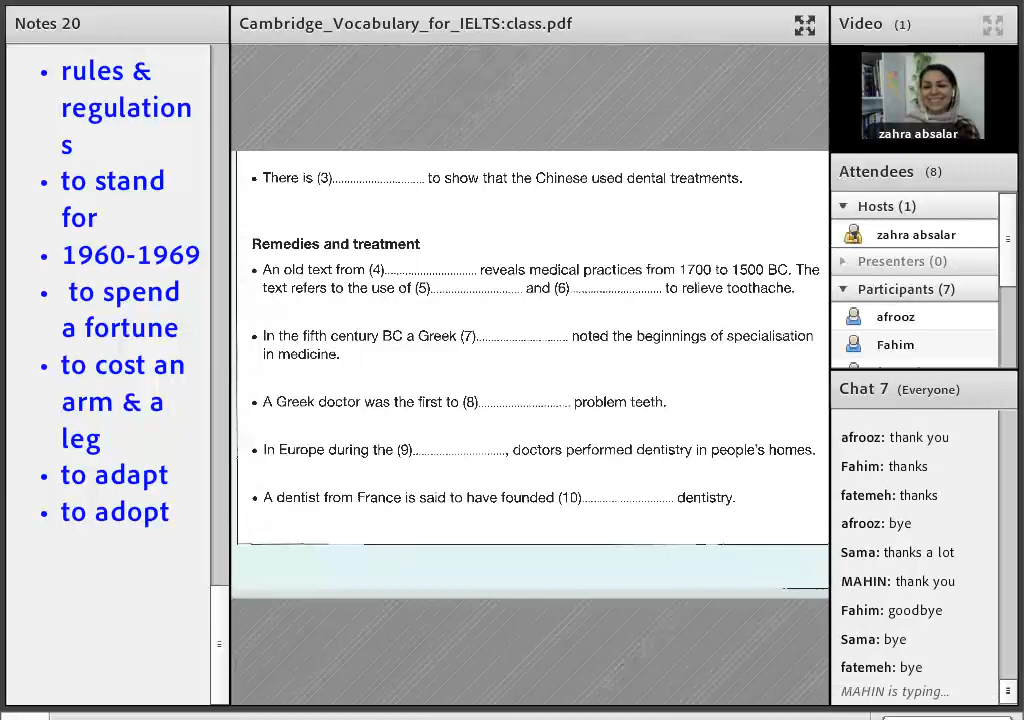 Notes 20
rules &
regulation
s
to stand
for
1960-1969
to spend
a fortune
to cost an
arm & a
leg
to adapt
to adopt
Cambridge_Vocabulary_for_IELTS:class.pdf
• There is (3)............................ to show that the Chinese used dental treatments.
Remedies and treatment
• An old text from (4)............................ reveals medical practices from 1700 to 1500 BC. The
text refers to the use of (5)............................ and (6)............................ to relieve toothache.
• In the fifth century BC a Greek (7)............................ noted the beginnings of specialisation
in medicine.
• A Greek doctor was the first to (8)............................ problem teeth.
• In Europe during the (9)............................, doctors performed dentistry in people's homes.
• A dentist from France is said to have founded (10)............................ dentistry.
Video (1)
zahra absalar
Attendees (8)
Hosts (1)
zahra absalar
Presenters (0)
Participants (7)
afrooz
Fahim
Chat 7 (Everyone)
afrooz: thank you
Fahim: thanks
fatemeh: thanks
afrooz: bye
Sama: thanks a lot
MAHIN: thank you
Fahim: goodbye
Sama: bye
fatemeh: bye
MAHIN is typing...